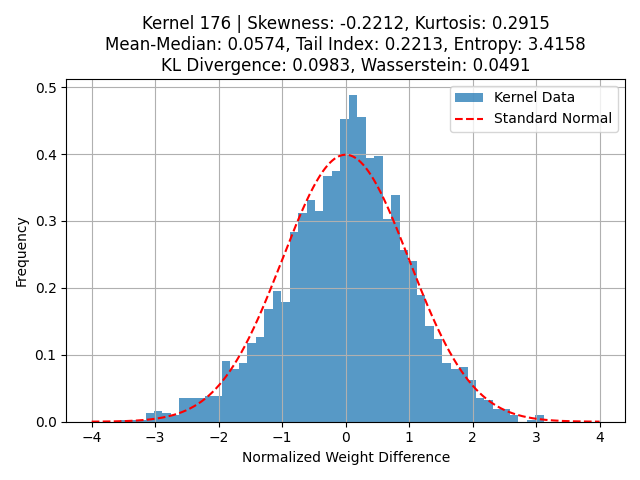 Kernel 176 | Skewness: -0.2212, Kurtosis: 0.2915
Mean-Median: 0.0574, Tail Index: 0.2213, Entropy: 3.4158
KL Divergence: 0.0983, Wasserstein: 0.0491
Kernel Data
Standard Normal
Frequency
0.5
0.4
0.3
0.2
0.1
0.0
−4 −3 −2 −1 0 1 2 3 4
Normalized Weight Difference